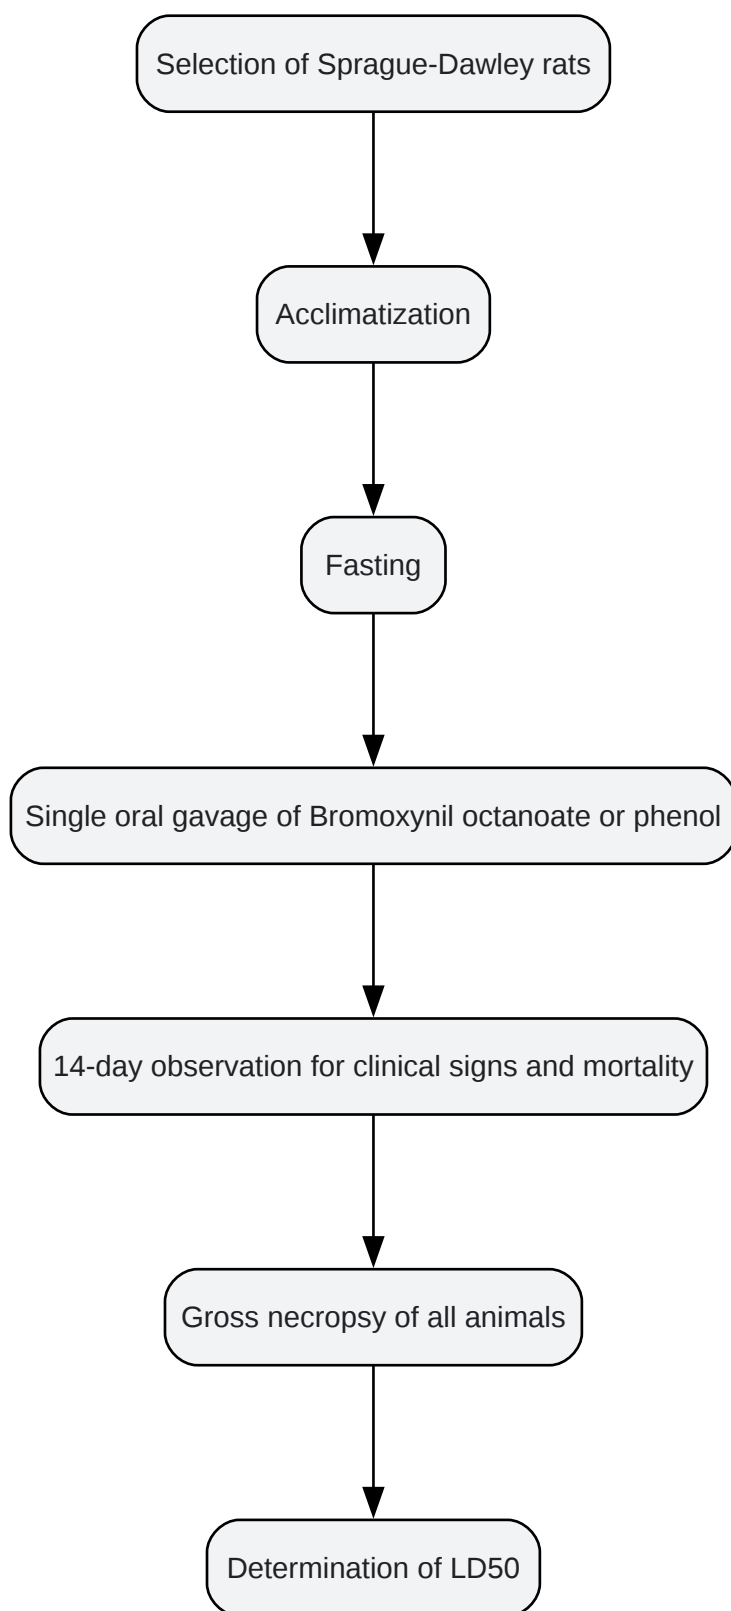 Selection of Sprague-Dawley rats
Acclimatization
Fasting
Single oral gavage of Bromoxynil octanoate or phenol
14-day observation for clinical signs and mortality
Gross necropsy of all animals
Determination of LD50